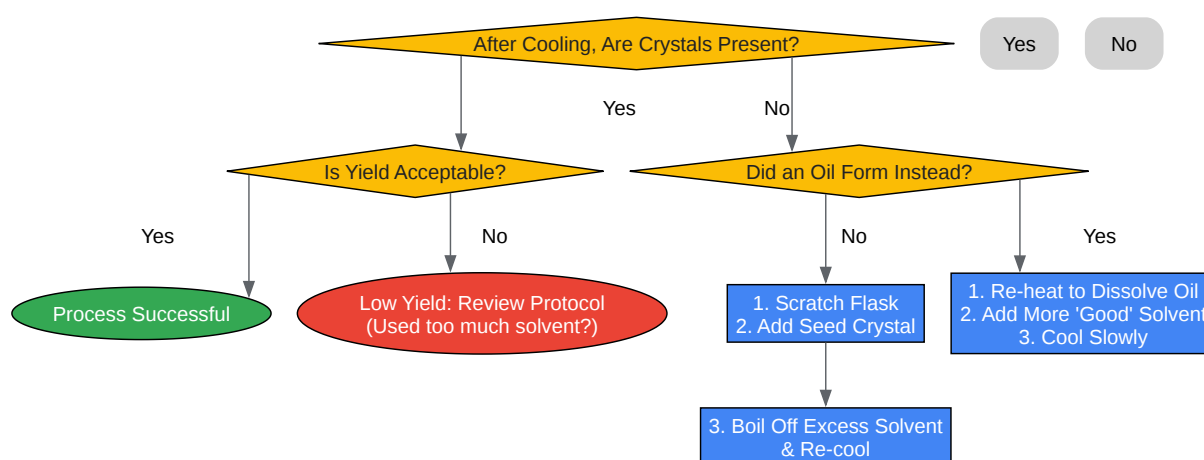 After Cooling, Are Crystals Present?
Yes
No
Yes
No
Is Yield Acceptable?
Did an Oil Form Instead?
Yes
No
No
Yes
Process Successful
Low Yield: Review Protocol
(Used too much solvent?)
1. Scratch Flask
2. Add Seed Crystal
1. Re-heat to Dissolve Oil
2. Add More 'Good' Solvent
3. Cool Slowly
3. Boil Off Excess Solvent
& Re-cool